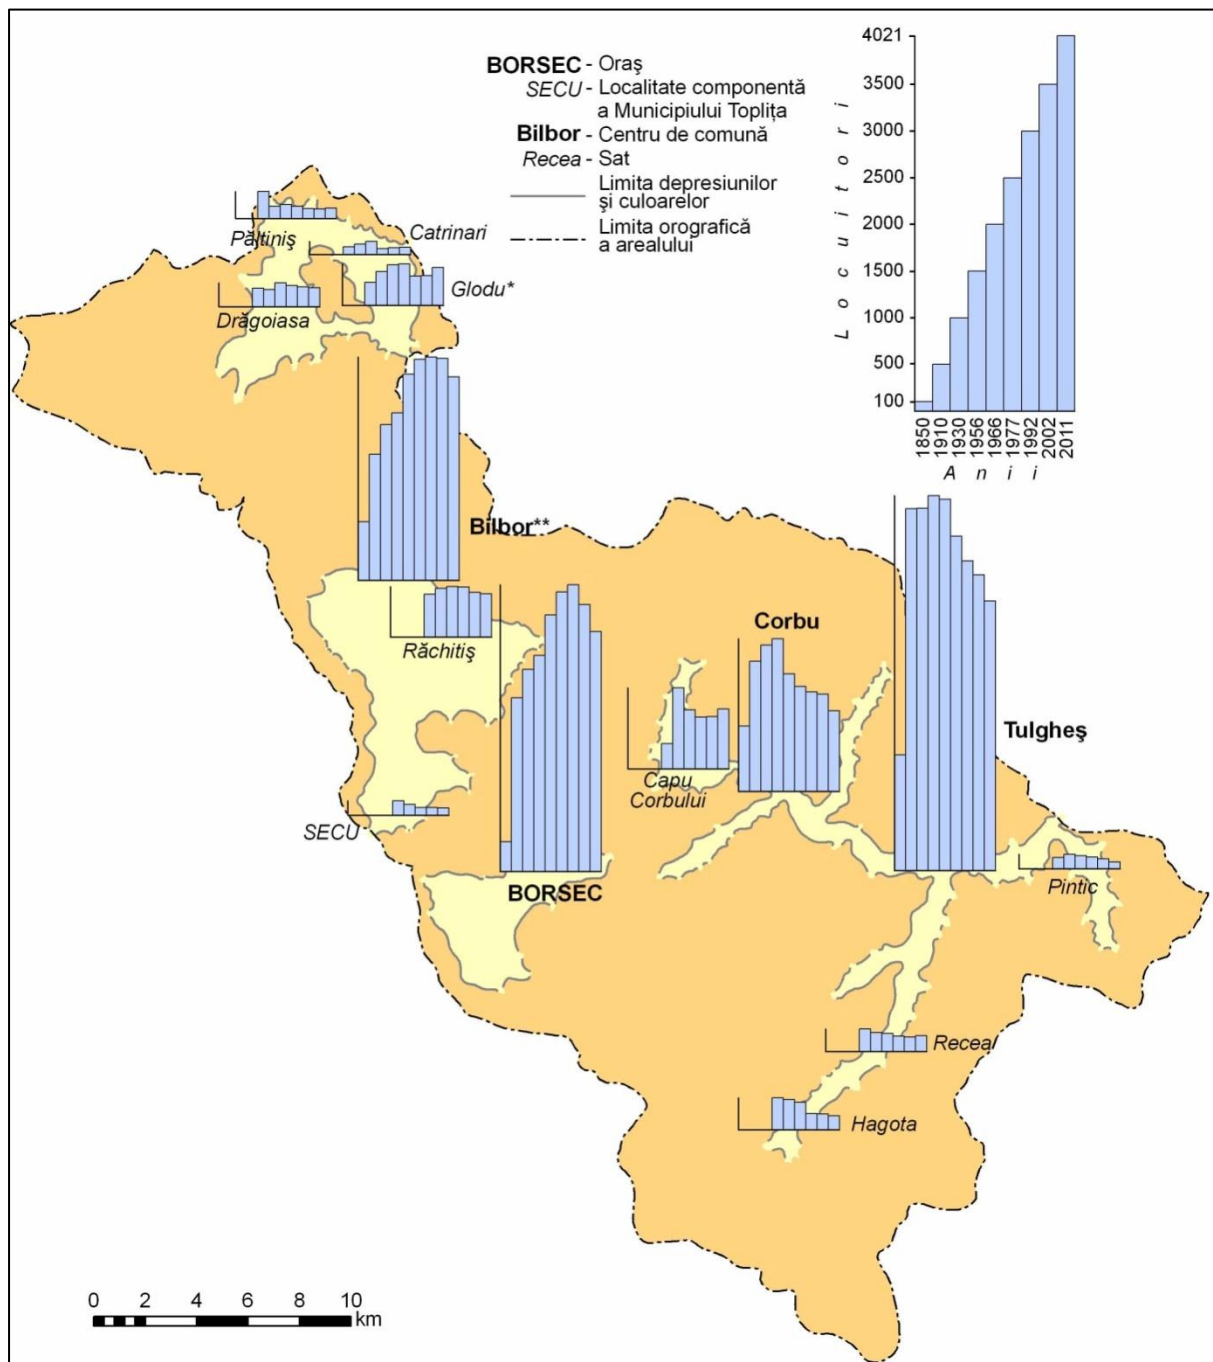 BORSEC - Oraş
SECU - Localitate componentă
a Municipiului Topliţa
Bilbor - Centru de comună
Recea - Sat
Limita depresiunilor
şi culoarelor
Limita orografică
a arealului
Locuitori
4021
3500
3000
2500
2000
1500
1000
500
100
1850
1910
1930
1956
1966
1977
1992
2002
2011
Anii
Păltiniş
Catrinari
Glodu*
Drăgoiasa
Bilbor**
Răchitiş
Corbu
Tulgheş
Capu
Corbului
SECU
BORSEC
Pintic
Recea
Hagota
0 2 4 6 8 10
km